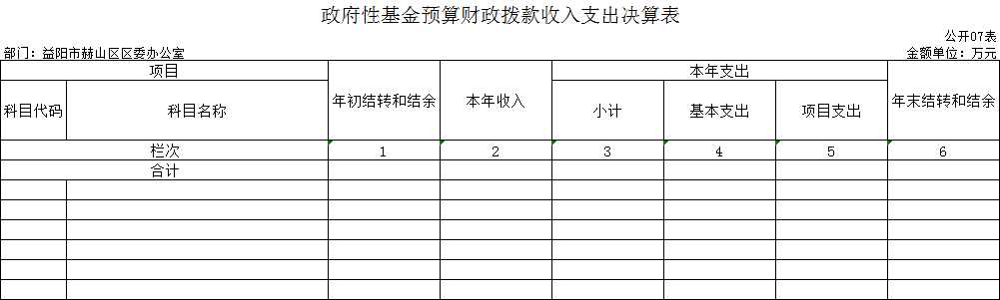 政府性基金预算财政拨款收入支出决算表
公开07表
部门：益阳市赫山区区委办公室 金额单位：万元
项目 年初结转和结余 本年收入 本年支出 年末结转和结余
科目代码 科目名称 小计 基本支出 项目支出
栏次 1 2 3 4 5 6
合计